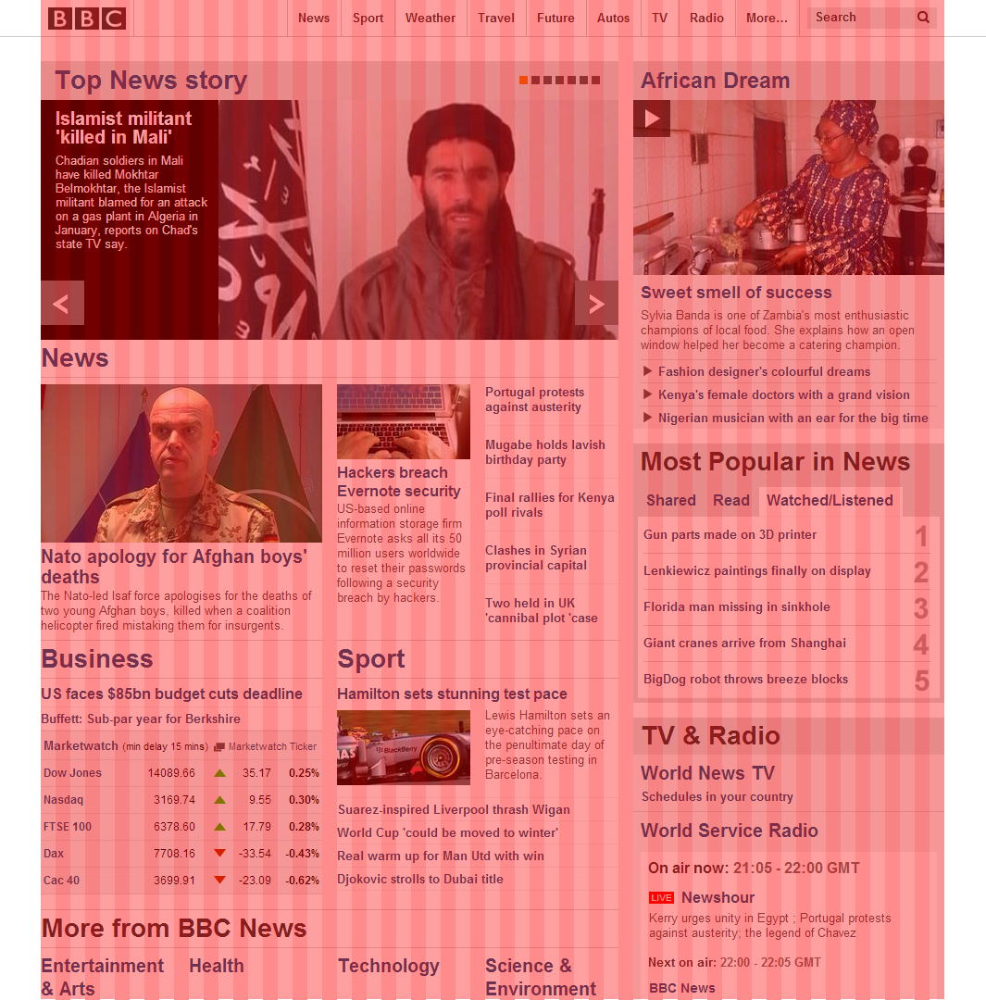 BBC
News
Sport
Weather
Travel
Future
Autos
TV
Radio
More...
Search
Top News story
Islamist militant
'killed in Mali'
Chadian soldiers in Mali
have killed Mokhtar
Belmokhtar, the Islamist
militant blamed for an attack
on a gas plant in Algeria in
January, reports on Chad's
state TV say.
News
Nato apology for Afghan boys'
deaths
The Nato-led Isaf force apologises for the deaths of
two young Afghan boys, killed when a coalition
helicopter fired mistaking them for insurgents.
Hackers breach
Evernote security
US-based online
information storage firm
Evernote asks all its 50
million users worldwide
to reset their passwords
following a security
breach by hackers.
Portugal protests
against austerity
Mugabe holds lavish
birthday party
Final rallies for Kenya
poll rivals
Clashes in Syrian
provincial capital
Two held in UK
'cannibal plot 'case
Business
US faces $85bn budget cuts deadline
Buffett: Sub-par year for Berkshire
Marketwatch (min delay 15 mins) Marketwatch Ticker
Dow Jones 14089.66 35.17 0.25%
Nasdaq 3169.74 9.55 0.30%
FTSE 100 6378.60 17.79 0.28%
Dax 7708.16 -33.54 -0.43%
Cac 40 3699.91 -23.09 -0.62%
Sport
Hamilton sets stunning test pace
BlackBerry
Lewis Hamilton sets an
eye-catching pace on
the penultimate day of
pre-season testing in
Barcelona.
Suarez-inspired Liverpool thrash Wigan
World Cup 'could be moved to winter'
Real warm up for Man Utd with win
Djokovic strolls to Dubai title
More from BBC News
Entertainment
& Arts
Health
Technology
Science &
Environment
African Dream
Sweet smell of success
Sylvia Banda is one of Zambia's most enthusiastic
champions of local food. She explains how an open
window helped her become a catering champion.
Fashion designer's colourful dreams
Kenya's female doctors with a grand vision
Nigerian musician with an ear for the big time
Most Popular in News
Shared Read Watched/Listened
Gun parts made on 3D printer 1
Lenkiewicz paintings finally on display 2
Florida man missing in sinkhole 3
Giant cranes arrive from Shanghai 4
BigDog robot throws breeze blocks 5
TV & Radio
World News TV
Schedules in your country
World Service Radio
On air now: 21:05 - 22:00 GMT
LIVE Newshour
Kerry urges unity in Egypt ; Portugal protests
against austerity; the legend of Chavez
Next on air: 22:00 - 22:05 GMT
BBC News